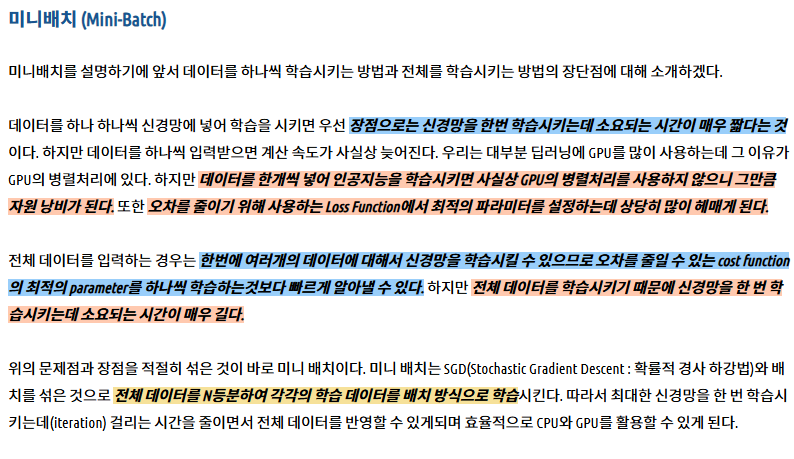 미니배치 (Mini-Batch)
미니배치를 설명하기에 앞서 데이터를 하나씩 학습시키는 방법과 전체를 학습시키는 방법의 장단점에 대해 소개하겠다.
데이터를 하나 하나씩 신경망에 넣어 학습을 시키면 우선 장점으로는 신경망을 한번 학습시키는데 소요되는 시간이 매우 짧다는 것
이다. 하지만 데이터를 하나씩 입력받으면 계산 속도가 사실상 늦어진다. 우리는 대부분 딥러닝에 GPU를 많이 사용하는데 그 이유가
GPU의 병렬처리에 있다. 하지만 데이터를 한개씩 넣어 인공지능을 학습시키면 사실상 GPU의 병렬처리를 사용하지 않으니 그만큼
자원 낭비가 된다. 또한 오차를 줄이기 위해 사용하는 Loss Function에서 최적의 파라미터를 설정하는데 상당히 많이 헤매게 된다.
전체 데이터를 입력하는 경우는 한번에 여러개의 데이터에 대해서 신경망을 학습시킬 수 있으므로 오차를 줄일 수 있는 cost function
의 최적의 parameter를 하나씩 학습하는것보다 빠르게 알아낼 수 있다. 하지만 전체 데이터를 학습시키기 때문에 신경망을 한 번 학
습시키는데 소요되는 시간이 매우 길다.
위의 문제점과 장점을 적절히 섞은 것이 바로 미니 배치이다. 미니 배치는 SGD(Stochastic Gradient Descent : 확률적 경사 하강법)와 배
치를 섞은 것으로 전체 데이터를 N등분하여 각각의 학습 데이터를 배치 방식으로 학습시킨다. 따라서 최대한 신경망을 한 번 학습시
키는데(iteration) 걸리는 시간을 줄이면서 전체 데이터를 반영할 수 있게되며 효율적으로 CPU와 GPU를 활용할 수 있게 된다.